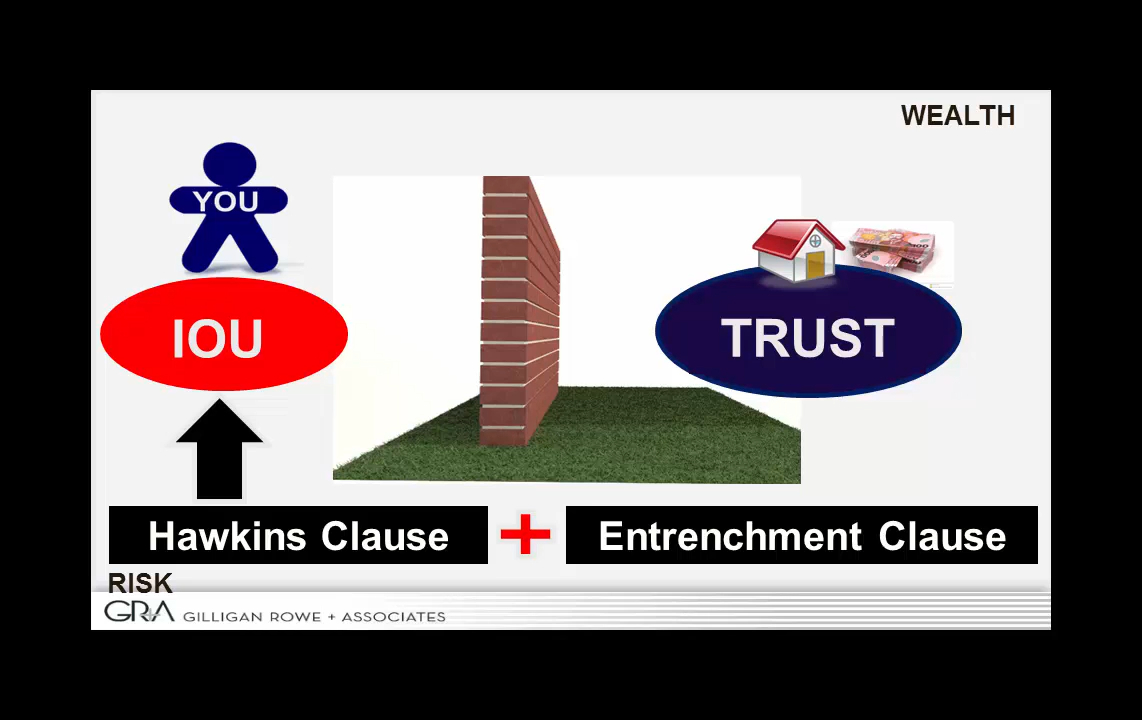 WEALTH
YOU
IOU
TRUST
Hawkins Clause + Entrenchment Clause
RISK
GRA GILLIGAN ROWE + ASSOCIATES